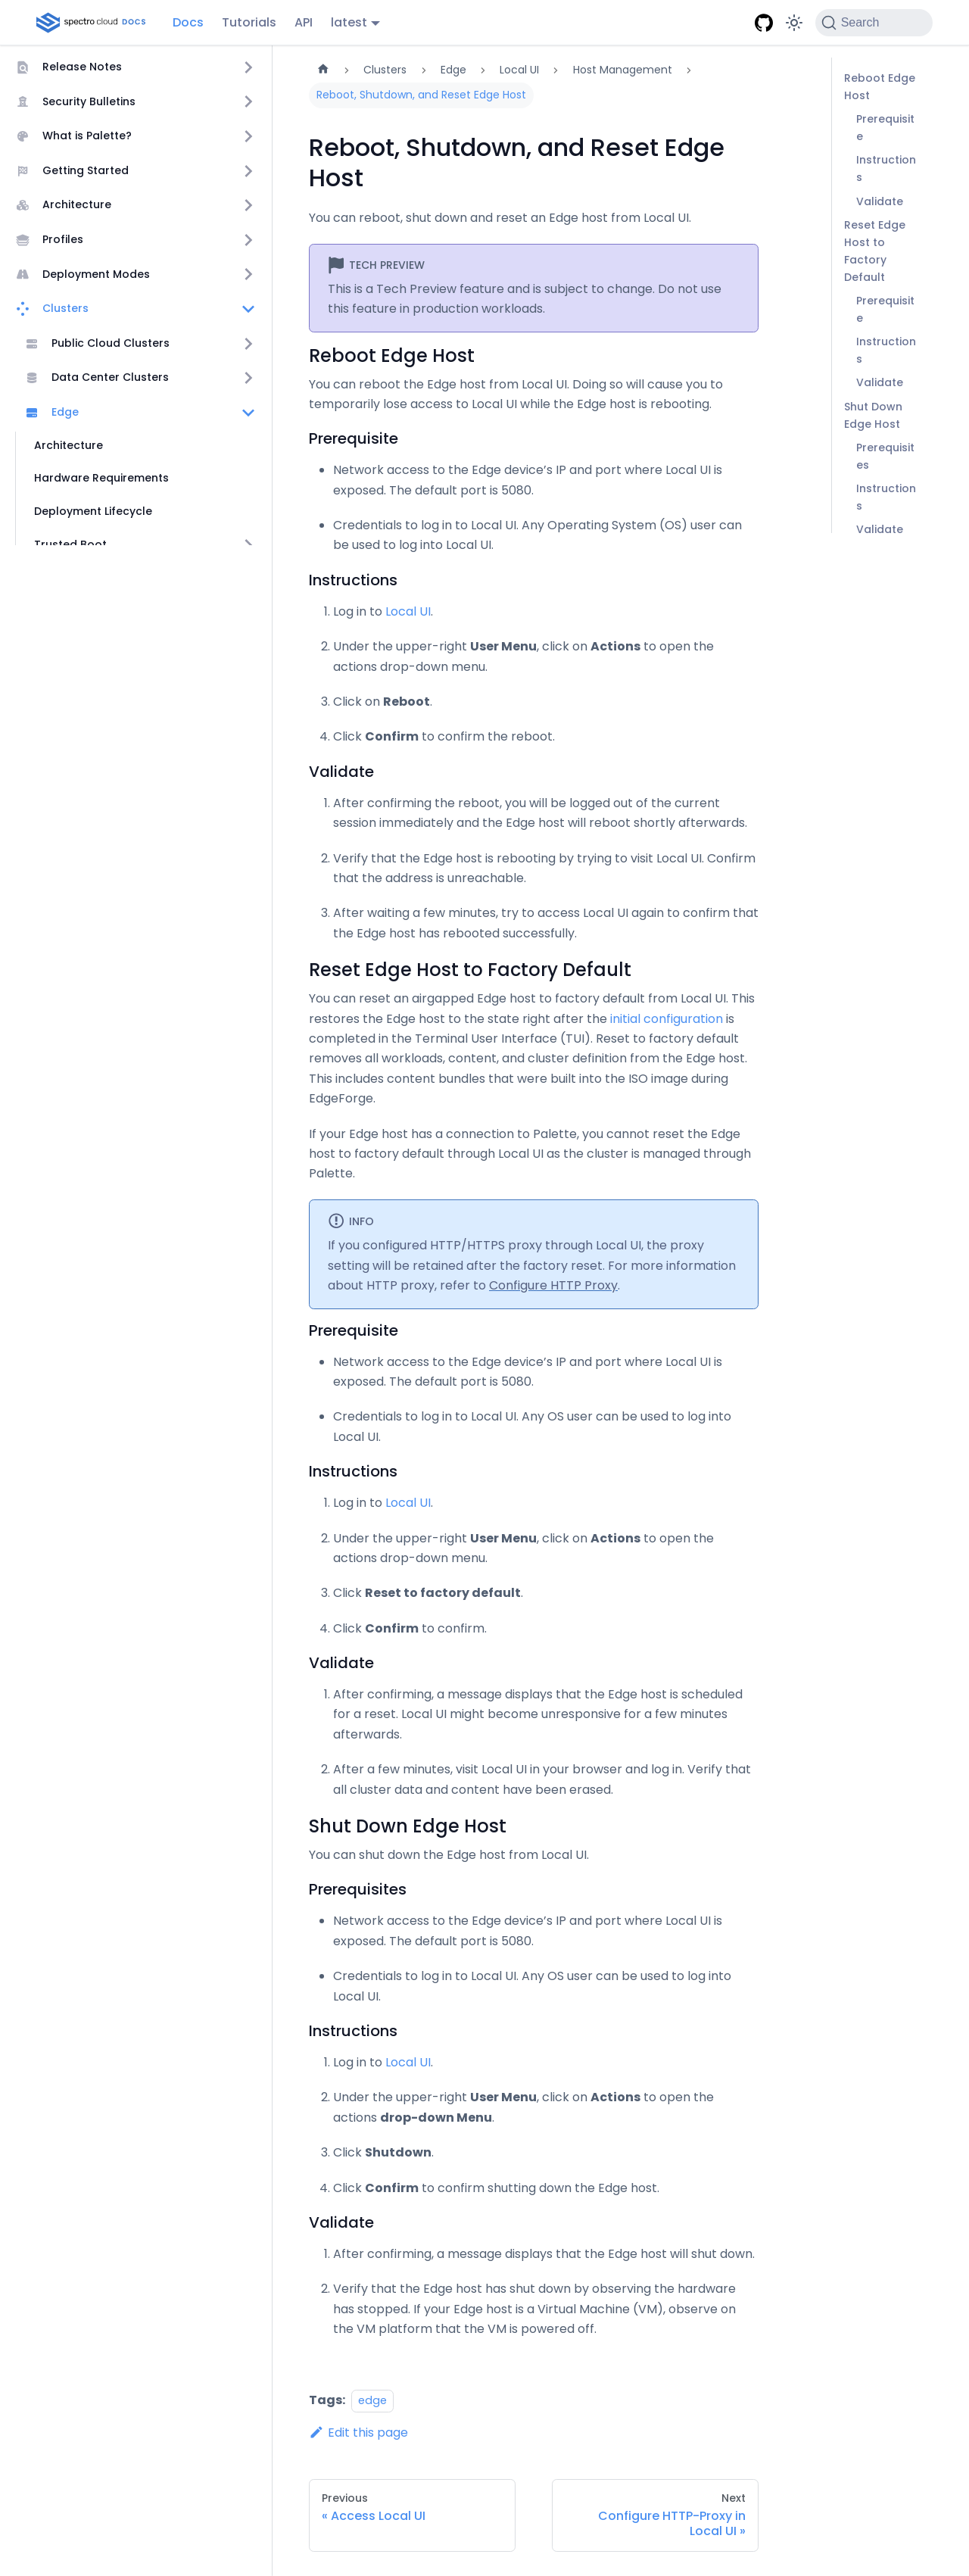 spectro cloud DOCS
Docs
Tutorials
API
latest
Search
Release Notes
Security Bulletins
What is Palette?
Getting Started
Architecture
Profiles
Deployment Modes
Clusters
Public Cloud Clusters
Data Center Clusters
Edge
Architecture
Hardware Requirements
Deployment Lifecycle
Trusted Boot
Clusters
Edge
Local UI
Host Management
Reboot, Shutdown, and Reset Edge Host
Reboot, Shutdown, and Reset Edge
Host
You can reboot, shut down and reset an Edge host from Local UI.
TECH PREVIEW
This is a Tech Preview feature and is subject to change. Do not use
this feature in production workloads.
Reboot Edge Host
You can reboot the Edge host from Local UI. Doing so will cause you to
temporarily lose access to Local UI while the Edge host is rebooting.
Prerequisite
• Network access to the Edge device’s IP and port where Local UI is
exposed. The default port is 5080.
• Credentials to log in to Local UI. Any Operating System (OS) user can
be used to log into Local UI.
Instructions
1. Log in to Local UI.
2. Under the upper-right User Menu, click on Actions to open the
actions drop-down menu.
3. Click on Reboot.
4. Click Confirm to confirm the reboot.
Validate
1. After confirming the reboot, you will be logged out of the current
session immediately and the Edge host will reboot shortly afterwards.
2. Verify that the Edge host is rebooting by trying to visit Local UI. Confirm
that the address is unreachable.
3. After waiting a few minutes, try to access Local UI again to confirm that
the Edge host has rebooted successfully.
Reset Edge Host to Factory Default
You can reset an airgapped Edge host to factory default from Local UI. This
restores the Edge host to the state right after the initial configuration is
completed in the Terminal User Interface (TUI). Reset to factory default
removes all workloads, content, and cluster definition from the Edge host.
This includes content bundles that were built into the ISO image during
EdgeForge.
If your Edge host has a connection to Palette, you cannot reset the Edge
host to factory default through Local UI as the cluster is managed through
Palette.
INFO
If you configured HTTP/HTTPS proxy through Local UI, the proxy
setting will be retained after the factory reset. For more information
about HTTP proxy, refer to Configure HTTP Proxy.
Prerequisite
• Network access to the Edge device’s IP and port where Local UI is
exposed. The default port is 5080.
• Credentials to log in to Local UI. Any OS user can be used to log into
Local UI.
Instructions
1. Log in to Local UI.
2. Under the upper-right User Menu, click on Actions to open the
actions drop-down menu.
3. Click Reset to factory default.
4. Click Confirm to confirm.
Validate
1. After confirming, a message displays that the Edge host is scheduled
for a reset. Local UI might become unresponsive for a few minutes
afterwards.
2. After a few minutes, visit Local UI in your browser and log in. Verify that
all cluster data and content have been erased.
Shut Down Edge Host
You can shut down the Edge host from Local UI.
Prerequisites
• Network access to the Edge device’s IP and port where Local UI is
exposed. The default port is 5080.
• Credentials to log in to Local UI. Any OS user can be used to log into
Local UI.
Instructions
1. Log in to Local UI.
2. Under the upper-right User Menu, click on Actions to open the
actions drop-down Menu.
3. Click Shutdown.
4. Click Confirm to confirm shutting down the Edge host.
Validate
1. After confirming, a message displays that the Edge host will shut down.
2. Verify that the Edge host has shut down by observing the hardware
has stopped. If your Edge host is a Virtual Machine (VM), observe on
the VM platform that the VM is powered off.
Tags: edge
Edit this page
Previous
« Access Local UI
Next
Configure HTTP-Proxy in
Local UI »
Reboot Edge
Host
Prerequisit
e
Instruction
s
Validate
Reset Edge
Host to
Factory
Default
Prerequisit
e
Instruction
s
Validate
Shut Down
Edge Host
Prerequisit
es
Instruction
s
Validate